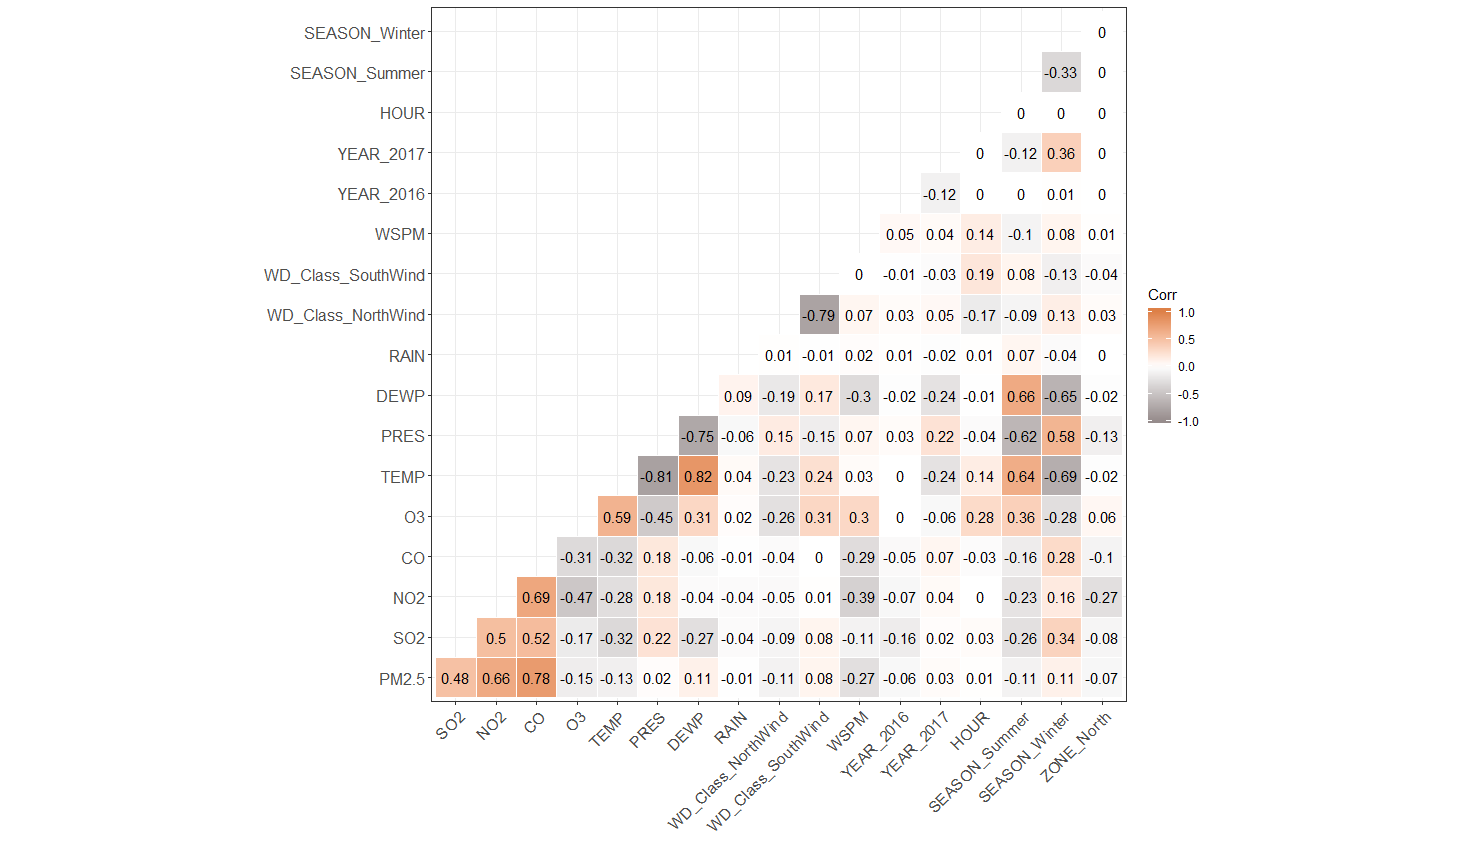 SEASON_Winter 0
SEASON_Summer -0.33 0
HOUR 0 0 0
YEAR_2017 0 -0.12 0.36 0
YEAR_2016 -0.12 0 0 0.01 0
WSPM 0.05 0.04 0.14 -0.1 0.08 0.01
WD_Class_SouthWind 0 -0.01 -0.03 0.19 0.08 -0.13 -0.04
WD_Class_NorthWind -0.79 0.07 0.03 0.05 -0.17 -0.09 0.13 0.03
RAIN 0.01 -0.01 0.02 0.01 -0.02 0.01 0.07 -0.04 0
DEWP 0.09 -0.19 0.17 -0.3 -0.02 -0.24 -0.01 0.66 -0.65 -0.02
PRES -0.75 -0.06 0.15 -0.15 0.07 0.03 0.22 -0.04 -0.62 0.58 -0.13
TEMP -0.81 0.82 0.04 -0.23 0.24 0.03 0 -0.24 0.14 0.64 -0.69 -0.02
O3 0.59 -0.45 0.31 0.02 -0.26 0.31 0.3 0 -0.06 0.28 0.36 -0.28 0.06
CO -0.31 -0.32 0.18 -0.06 -0.01 -0.04 0 -0.29 -0.05 0.07 -0.03 -0.16 0.28 -0.1
NO2 0.69 -0.47 -0.28 0.18 -0.04 -0.04 -0.05 0.01 -0.39 -0.07 0.04 0 -0.23 0.16 -0.27
SO2 0.5 0.52 -0.17 -0.32 0.22 -0.27 -0.04 -0.09 0.08 -0.11 -0.16 0.02 0.03 -0.26 0.34 -0.08
PM2.5 0.48 0.66 0.78 -0.15 -0.13 0.02 0.11 -0.01 -0.11 0.08 -0.27 -0.06 0.03 0.01 -0.11 0.11 -0.07
SO2 NO2 CO O3 TEMP PRES DEWP RAIN WD_Class_NorthWind WD_Class_SouthWind WSPM YEAR_2016 YEAR_2017 HOUR SEASON_Summer SEASON_Winter ZONE_North
Corr
1.0
0.5
0.0
-0.5
-1.0